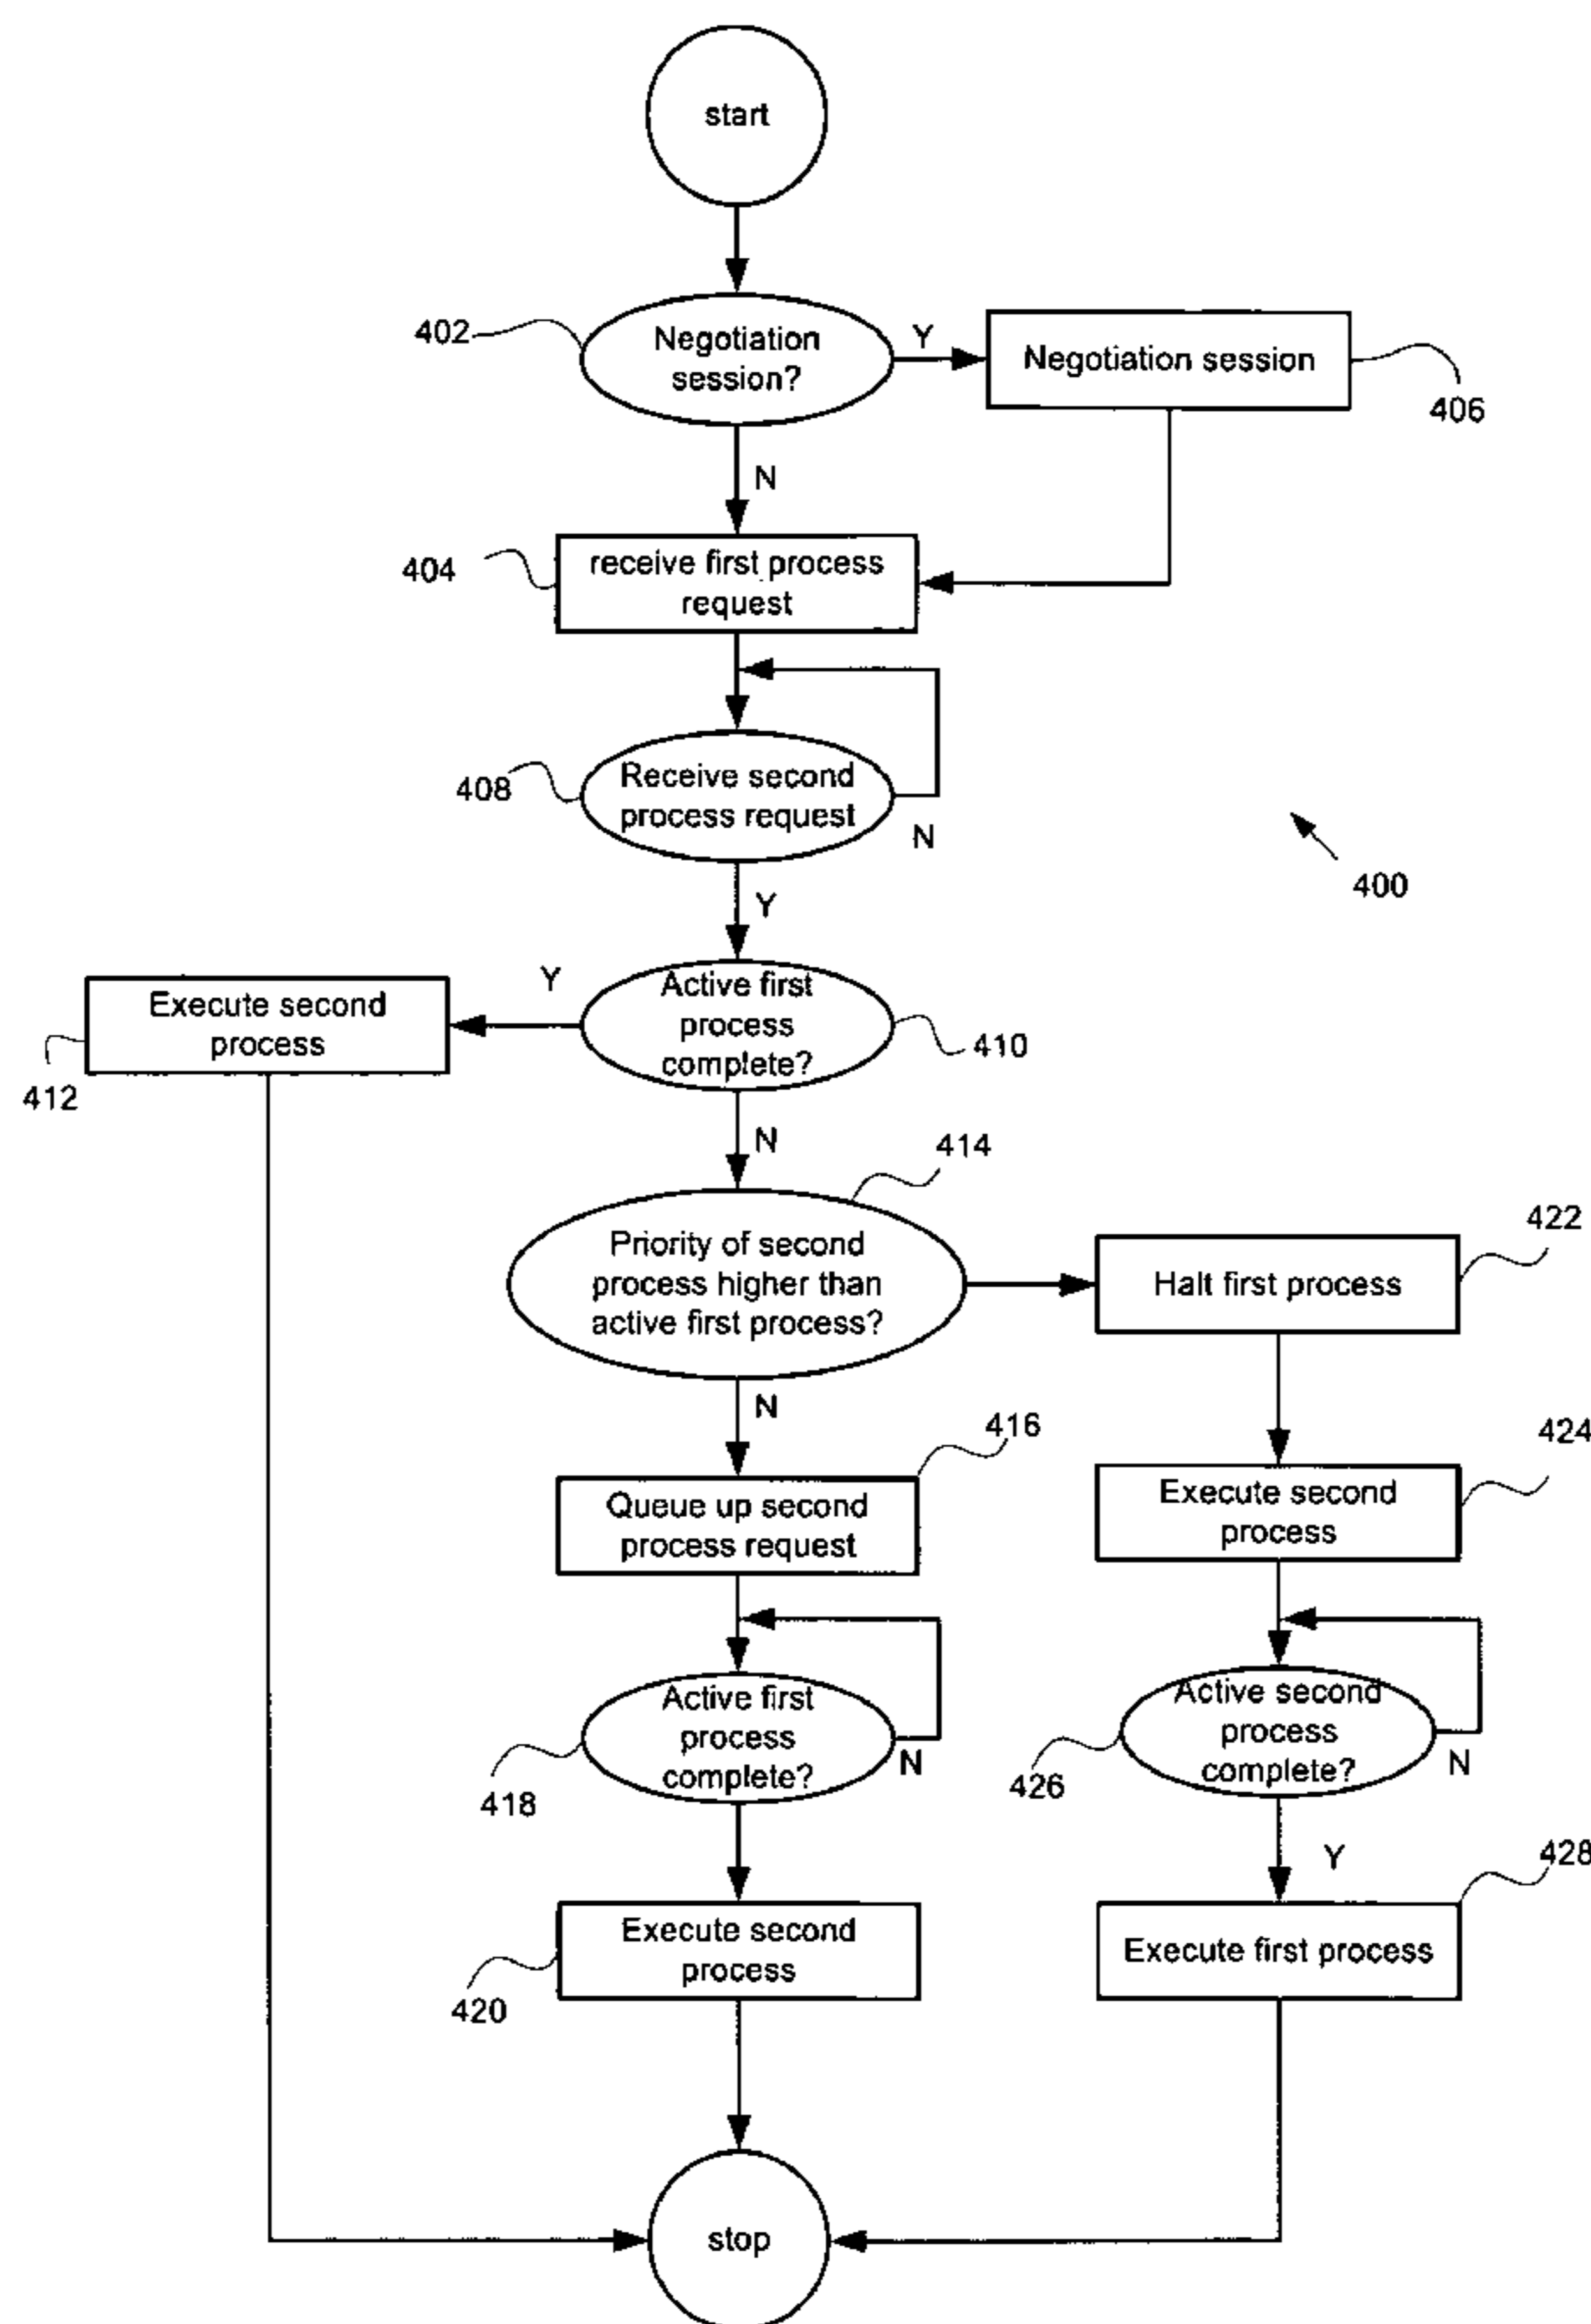 start
402
Negotiation
session?
Y
Negotiation session
406
N
404
receive first process
request
408
Receive second
process request
N
400
Y
Execute second
process
412
Y
Active first
process
complete?
410
N
414
Priority of second
process higher than
active first process?
Halt first process
422
N
416
Queue up second
process request
424
Execute second
process
Active first
process
complete?
N
418
Active second
process
complete?
N
426
Y
428
Execute second
process
420
Execute first process
stop